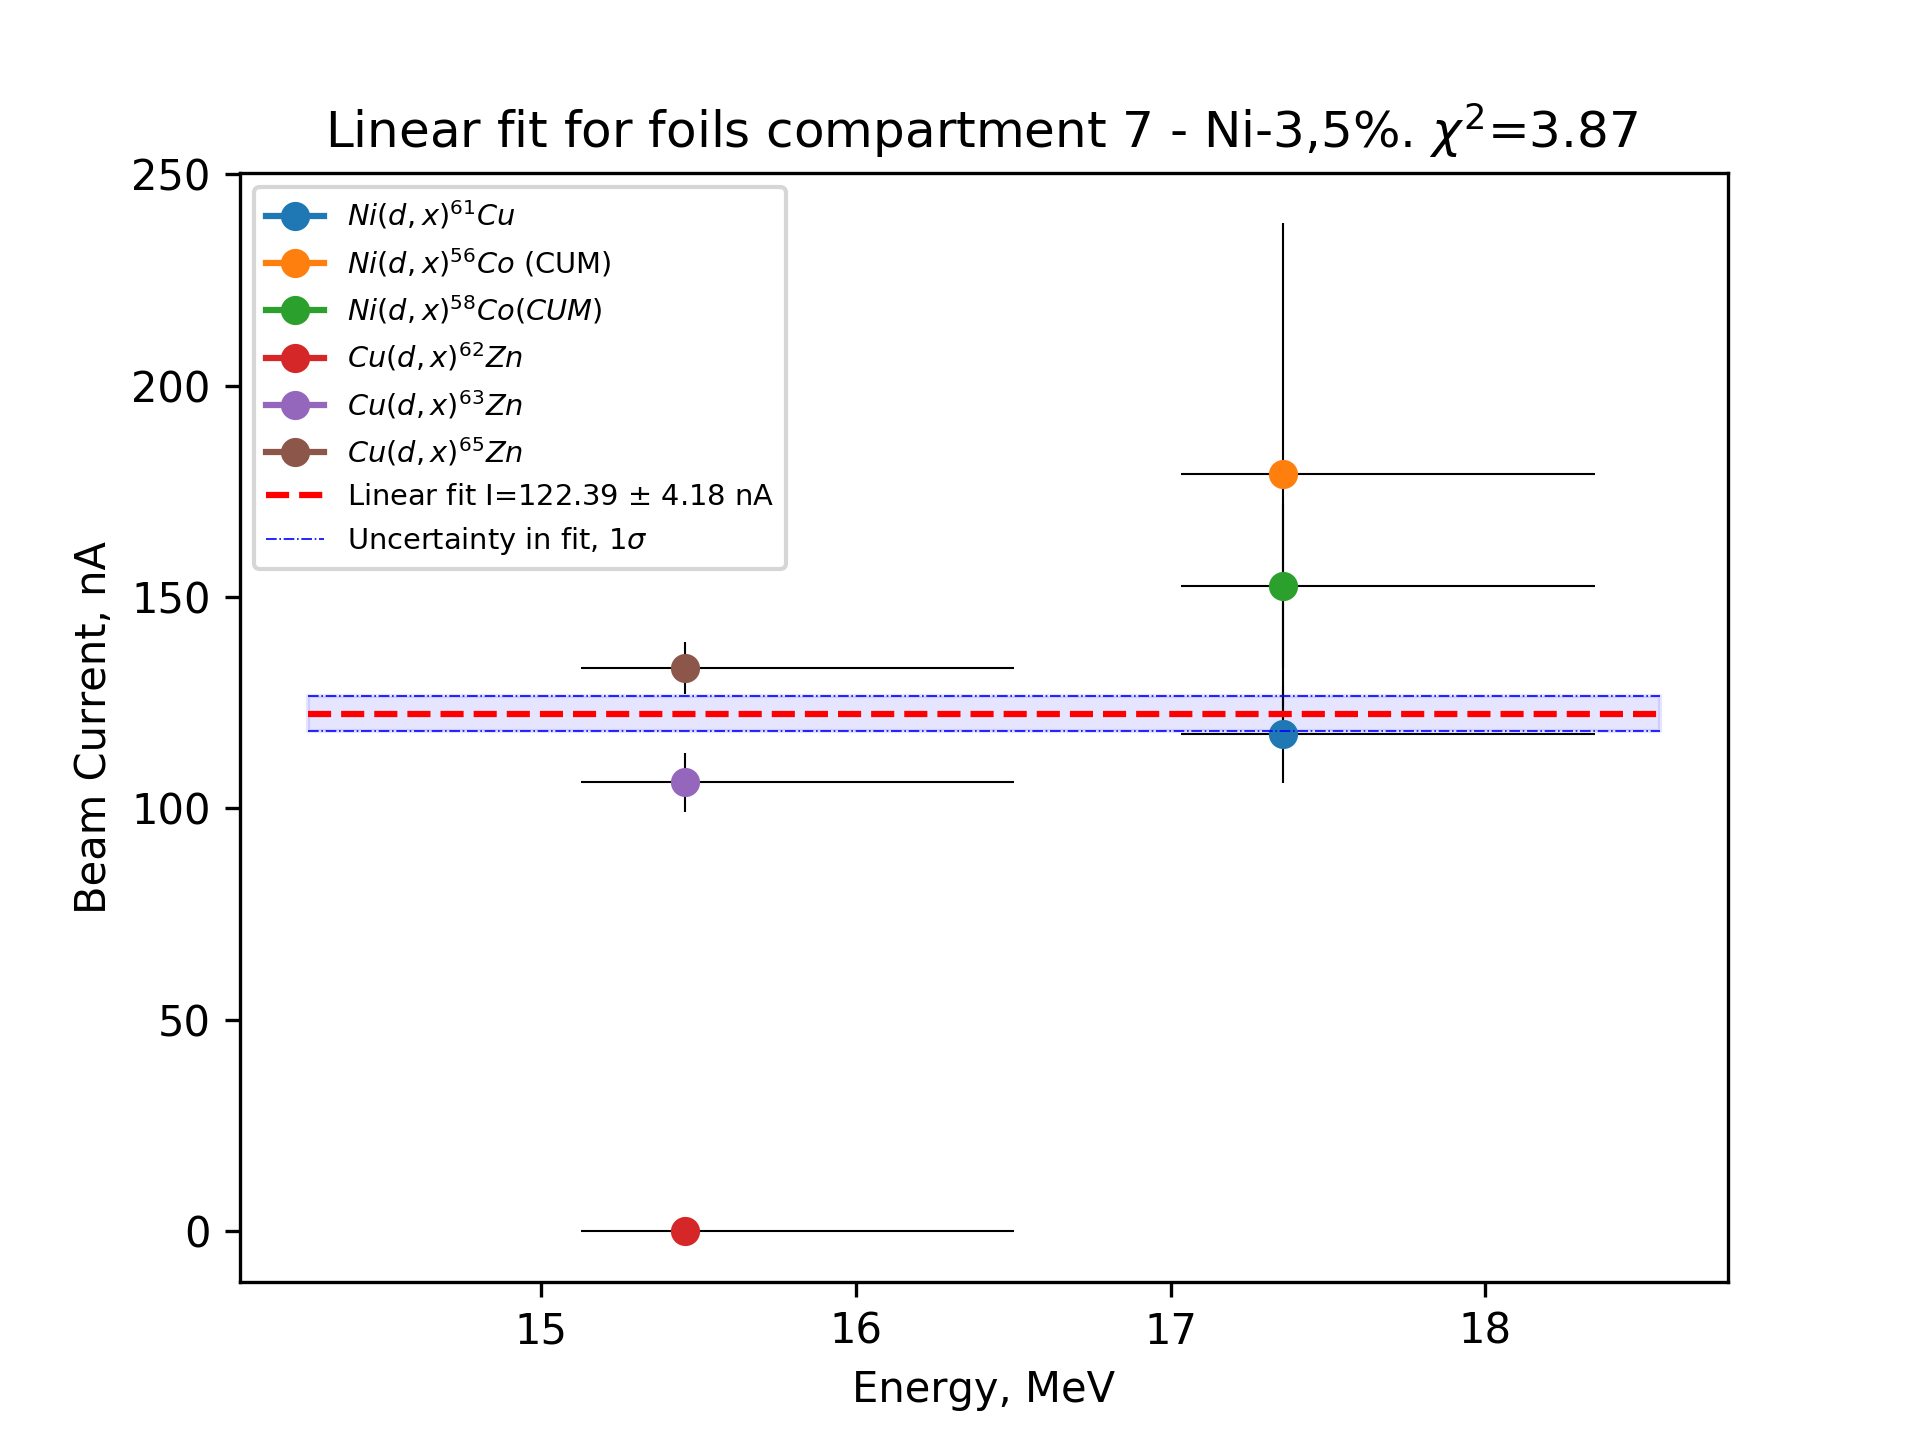 Linear fit for foils compartment 7 - Ni-3,5%. χ²=3.87
250
200
150
100
50
0
Beam Current, nA
Ni(d, x)⁶¹Cu
Ni(d, x)⁵⁶Co (CUM)
Ni(d, x)⁵⁸Co(CUM)
Cu(d, x)⁶²Zn
Cu(d, x)⁶³Zn
Cu(d, x)⁶⁵Zn
Linear fit I=122.39 ± 4.18 nA
Uncertainty in fit, 1σ
15 16 17 18
Energy, MeV